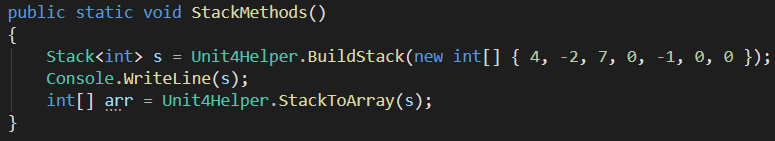 public static void StackMethods()
{
Stack<int> s = Unit4Helper.BuildStack(new int[] { 4, -2, 7, 0, -1, 0, 0 });
Console.WriteLine(s);
int[] arr = Unit4Helper.StackToArray(s);
}